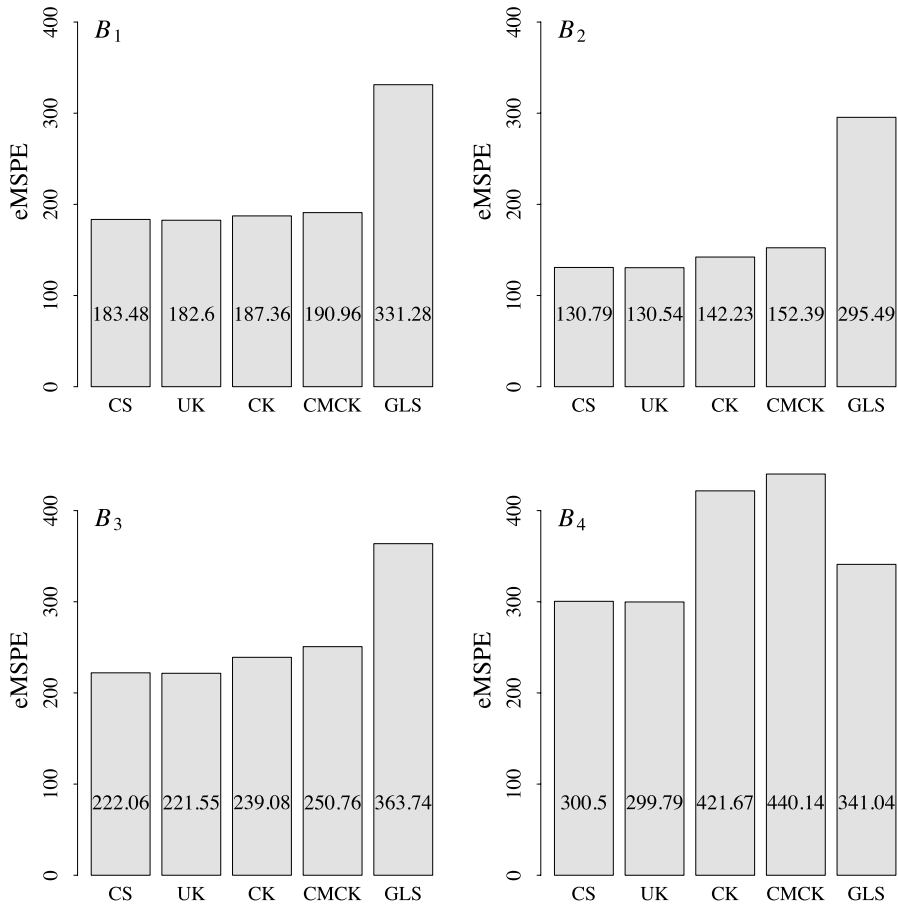 B1
eMSPE
400
300
200
100
0
183.48 182.6 187.36 190.96 331.28
CS UK CK CMCK GLS
B2
eMSPE
400
300
200
100
0
130.79 130.54 142.23 152.39 295.49
CS UK CK CMCK GLS
B3
eMSPE
400
300
200
100
0
222.06 221.55 239.08 250.76 363.74
CS UK CK CMCK GLS
B4
eMSPE
400
300
200
100
0
300.5 299.79 421.67 440.14 341.04
CS UK CK CMCK GLS